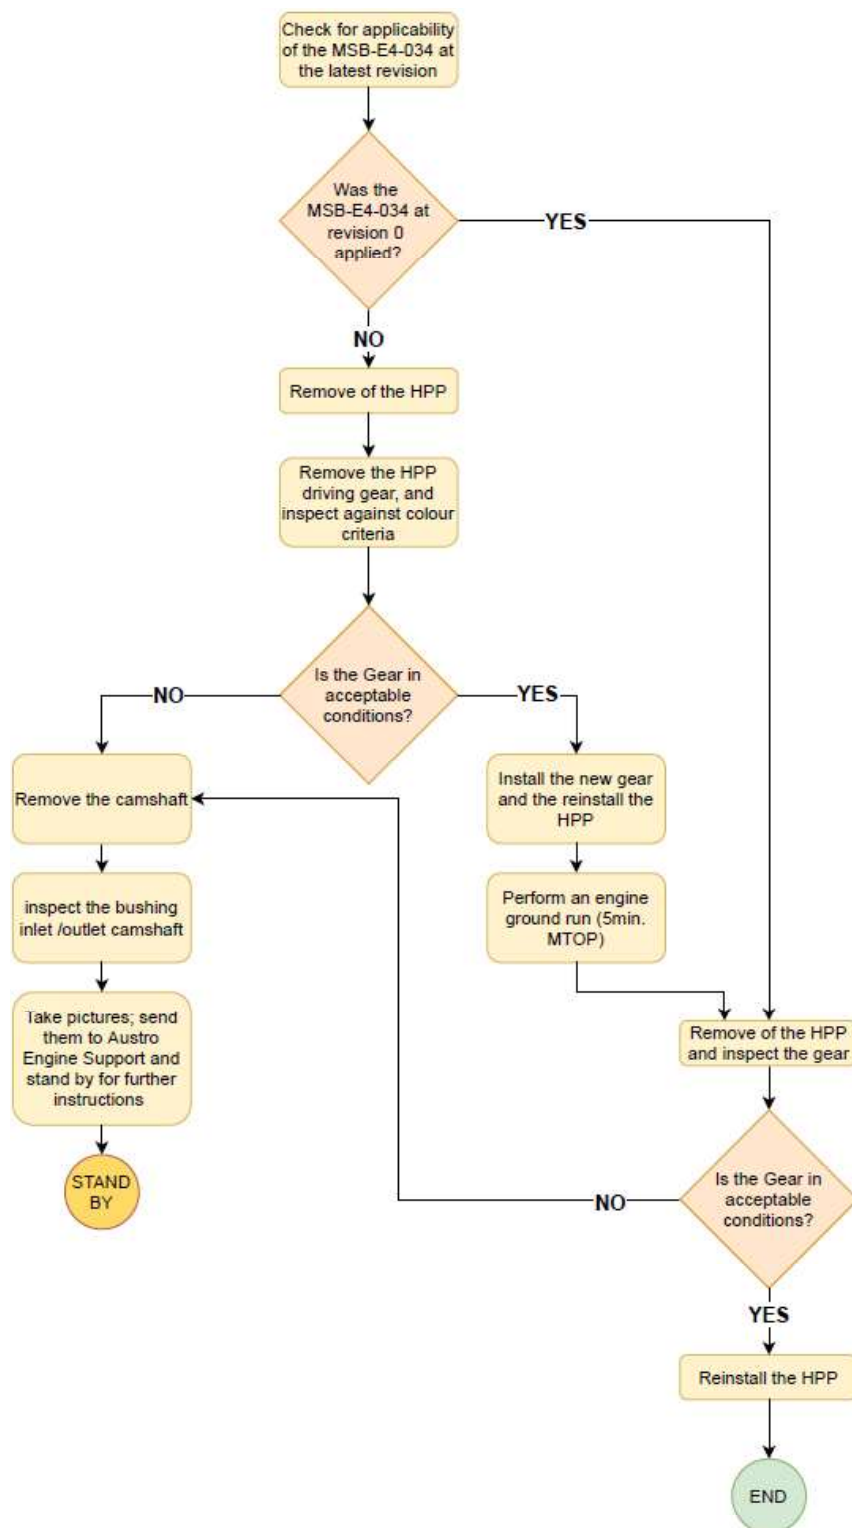 Check for applicability
of the MSB-E4-034 at
the latest revision
Was the
MSB-E4-034 at
revision 0
applied?
YES
NO
Remove of the HPP
Remove the HPP
driving gear, and
inspect against colour
criteria
Is the Gear in
acceptable
conditions?
NO
YES
Remove the camshaft
Install the new gear
and the reinstall the
HPP
inspect the bushing
inlet /outlet camshaft
Perform an engine
ground run (5min.
MTOP)
Take pictures; send
them to Austro
Engine Support and
stand by for further
instructions
Remove of the HPP
and inspect the gear
STAND
BY
Is the Gear in
acceptable
conditions?
NO
YES
Reinstall the HPP
END